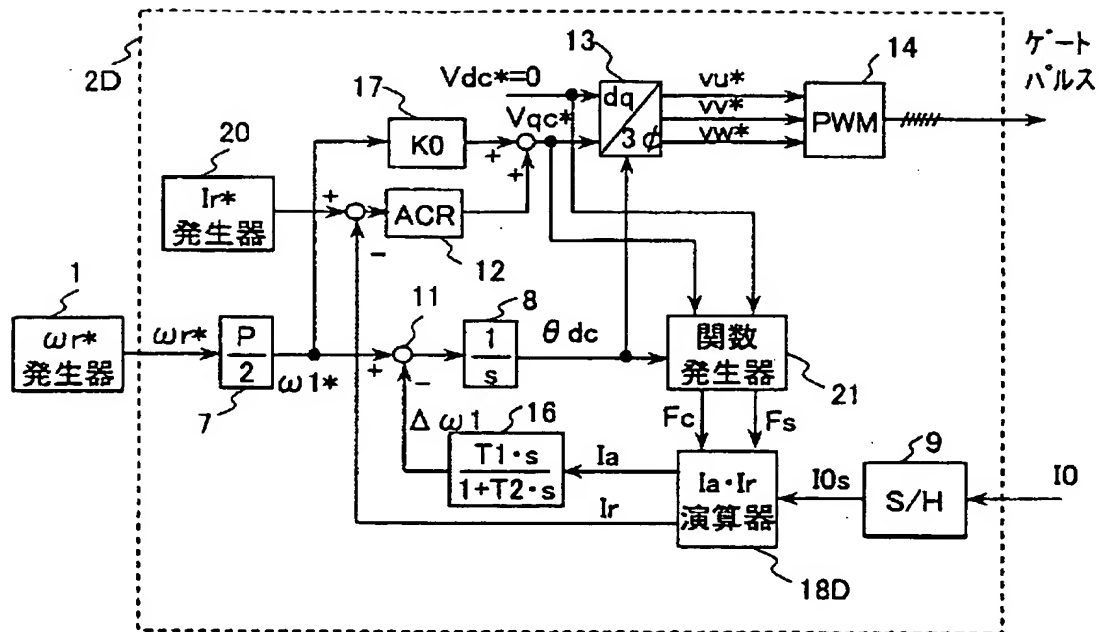 2D
20
Ir*
発生器
1
ωr*
発生器
ωr*
P
2
7
ω1*
17
K0
Vdc*=0
Vqc*
+
+
+
-
ACR
12
13
dq
3φ
vu*
vv*
vw*
14
PWM
ゲート
パルス
11
+
-
8
1
s
θdc
関数
発生器
21
Fc
Fs
Δω1
16
T1·s
1+T2·s
Ia
Ir
Ia·Ir
演算器
18D
I0s
9
S/H
I0